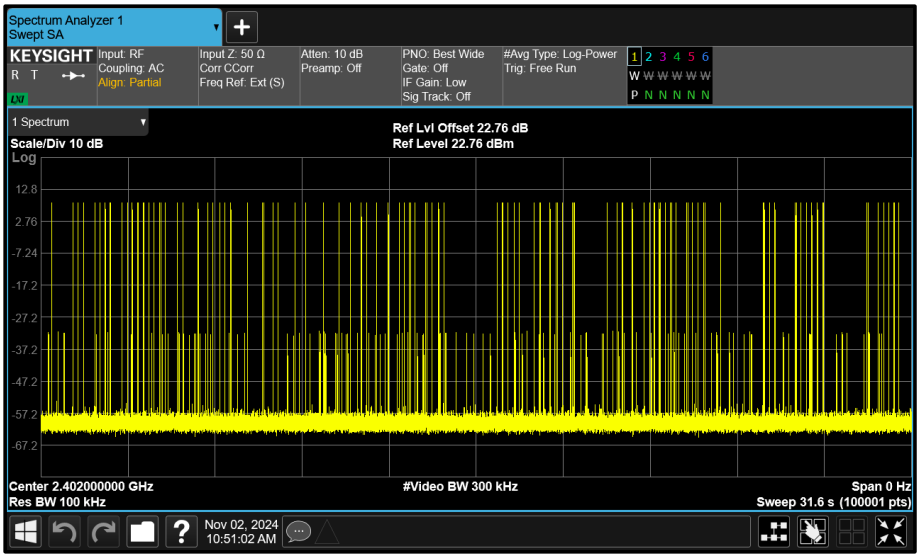 Spectrum Analyzer 1
Swept SA
+
KEYSIGHT Input: RF Input Z: 50 Ω Atten: 10 dB PNO: Best Wide #Avg Type: Log-Power 1 2 3 4 5 6
R T Coupling: AC Corr CCorr Preamp: Off Gate: Off Trig: Free Run W W W W W W
Align: Partial Freq Ref: Ext (S) IF Gain: Low
LXI Sig Track: Off P N N N N N
1 Spectrum
Ref Lvl Offset 22.76 dB
Scale/Div 10 dB Ref Level 22.76 dBm
Log
12.8
2.76
-7.24
-17.2
-27.2
-37.2
-47.2
-57.2
-67.2
Center 2.402000000 GHz #Video BW 300 kHz Span 0 Hz
Res BW 100 kHz Sweep 31.6 s (100001 pts)
? Nov 02, 2024
10:51:02 AM